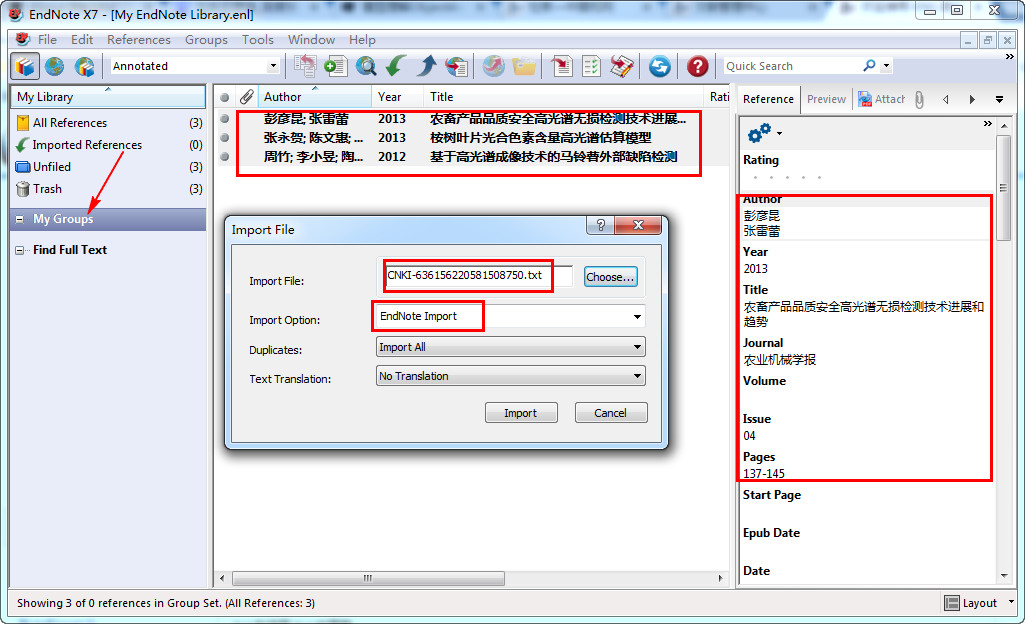 EndNote X7 - [My EndNote Library.enl]
File Edit References Groups Tools Window Help
Annotated
Quick Search
My Library
All References (3)
Imported References (0)
Unfiled (3)
Trash (3)
My Groups
Find Full Text
Author Year Title Rati
彭彦昆; 张雷蕾 2013 农畜产品品质安全高光谱无损检测技术进展...
张永贺; 陈文惠; ... 2013 桉树叶片光合色素含量高光谱估算模型
周竹; 李小昱; 陶... 2012 基于高光谱成像技术的马铃薯外部缺陷检测
Import File
Import File: CNKI-636156220581508750.txt Choose...
Import Option: EndNote Import
Duplicates: Import All
Text Translation: No Translation
Import Cancel
Reference Preview Attach
Rating
Author
彭彦昆
张雷蕾
Year
2013
Title
农畜产品品质安全高光谱无损检测技术进展和
趋势
Journal
农业机械学报
Volume
Issue
04
Pages
137-145
Start Page
Epub Date
Date
Showing 3 of 0 references in Group Set. (All References: 3)
Layout